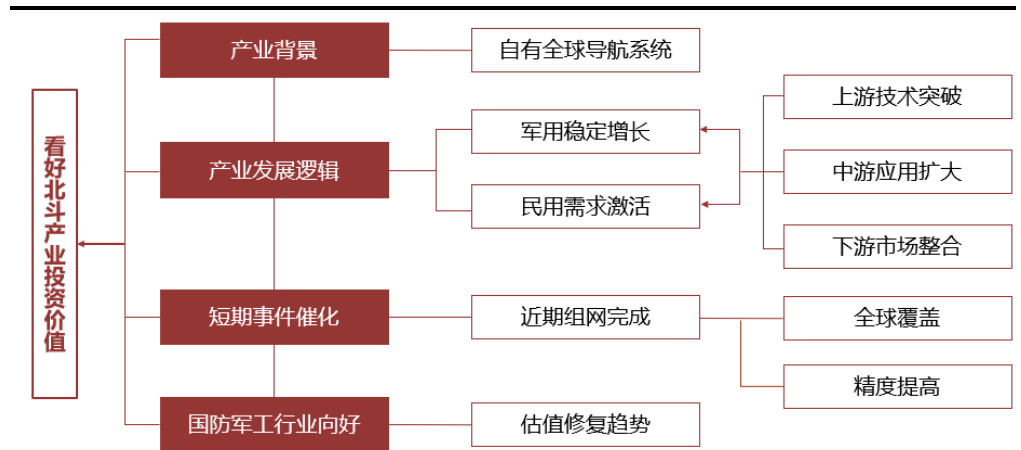 看好北斗产业投资价值
产业背景
自有全球导航系统
产业发展逻辑
军用稳定增长
民用需求激活
上游技术突破
中游应用扩大
下游市场整合
短期事件催化
近期组网完成
全球覆盖
精度提高
国防军工行业向好
估值修复趋势